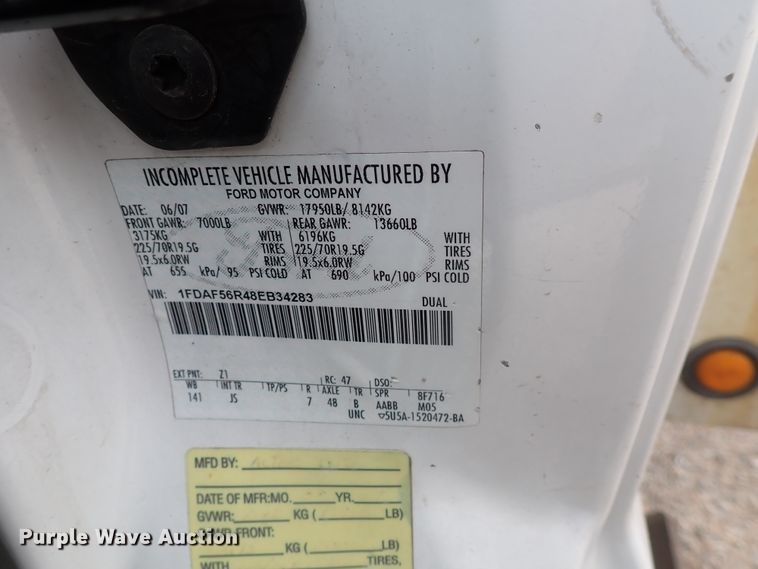 INCOMPLETE VEHICLE MANUFACTURED BY
FORD MOTOR COMPANY
DATE: 06/07 GVWR: 17950LB/ 8142KG
FRONT GAWR: 7000LB REAR GAWR: 13660LB
3175KG WITH 6196KG WITH
225/70R19.5G TIRES 225/70R19.5G TIRES
19.5x6.0RW RIMS 19.5x6.0RW RIMS
AT 655 kPa/ 95 PSI COLD AT 690 kPa/100 PSI COLD
VIN: 1FDAF56R48EB34283 DUAL
EXT PNT: Z1 RC: 47 DSO:
WB INT TR TP/PS R AXLE TR SPR 8F716
141 JS 7 48 B AABB M05
UNC ▽5U5A-1520472-BA
MFD BY:
DATE OF MFR:MO. YR.
GVWR: KG ( LB)
FRONT:
KG ( LB)
WITH TIRES,
Purple Wave Auction